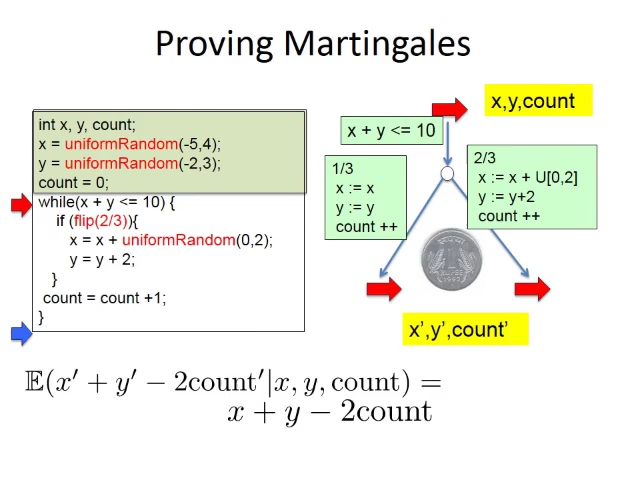 Proving Martingales
int x, y, count;
x = uniformRandom(-5,4);
y = uniformRandom(-2,3);
count = 0;
while(x + y <= 10) {
if (flip(2/3)){
x = x + uniformRandom(0,2);
y = y + 2;
}
count = count +1;
}
x,y,count
x + y <= 10
1/3
x := x
y := y
count ++
2/3
x := x + U[0,2]
y := y+2
count ++
x’,y’,count’
𝔼(x′ + y′ − 2count′|x, y, count) =
x + y − 2count